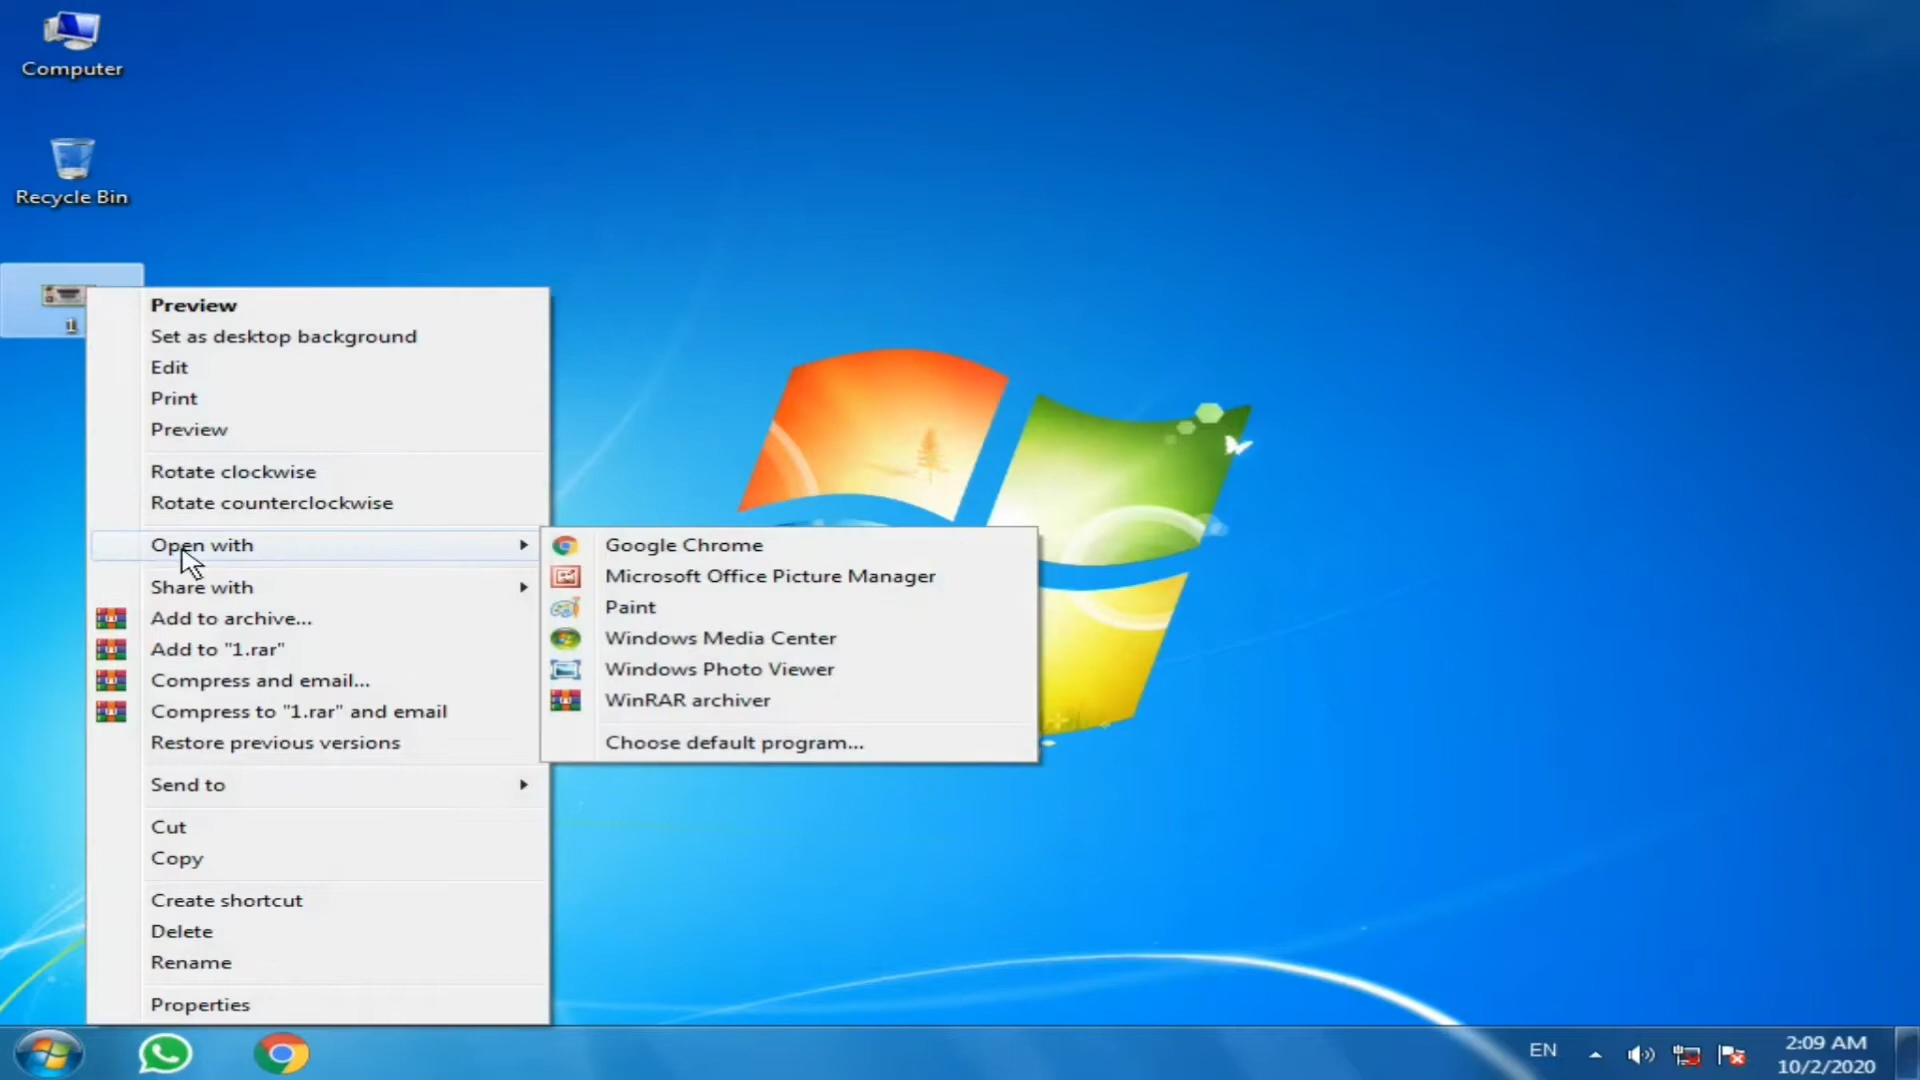 Computer
Recycle Bin
1
Preview
Set as desktop background
Edit
Print
Preview
Rotate clockwise
Rotate counterclockwise
Open with
Share with
Add to archive...
Add to "1.rar"
Compress and email...
Compress to "1.rar" and email
Restore previous versions
Send to
Cut
Copy
Create shortcut
Delete
Rename
Properties
Google Chrome
Microsoft Office Picture Manager
Paint
Windows Media Center
Windows Photo Viewer
WinRAR archiver
Choose default program...
EN
2:09 AM
10/2/2020